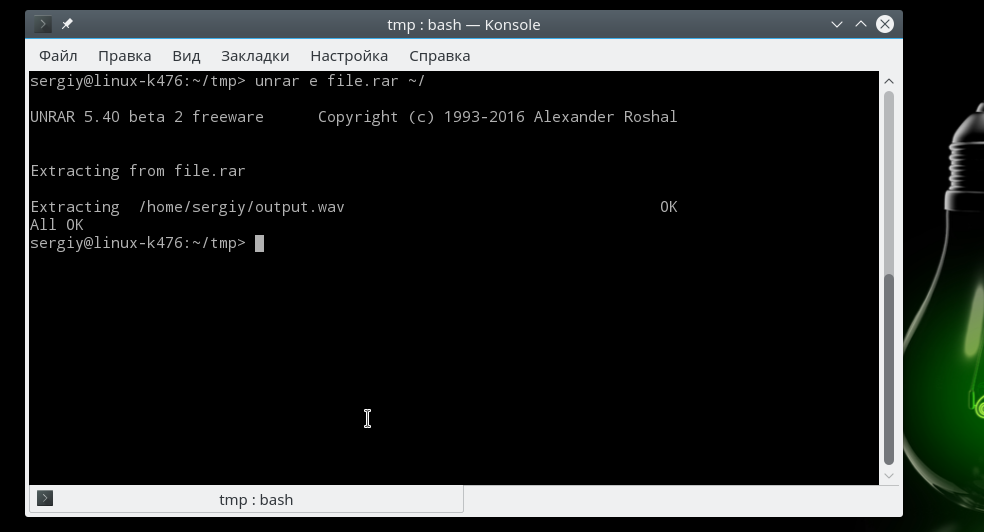 tmp : bash — Konsole
Файл Правка Вид Закладки Настройка Справка
sergiy@linux-k476:~/tmp> unrar e file.rar ~/
UNRAR 5.40 beta 2 freeware      Copyright (c) 1993-2016 Alexander Roshal
Extracting from file.rar
Extracting  /home/sergiy/output.wav                                   OK
All OK
sergiy@linux-k476:~/tmp>
tmp : bash